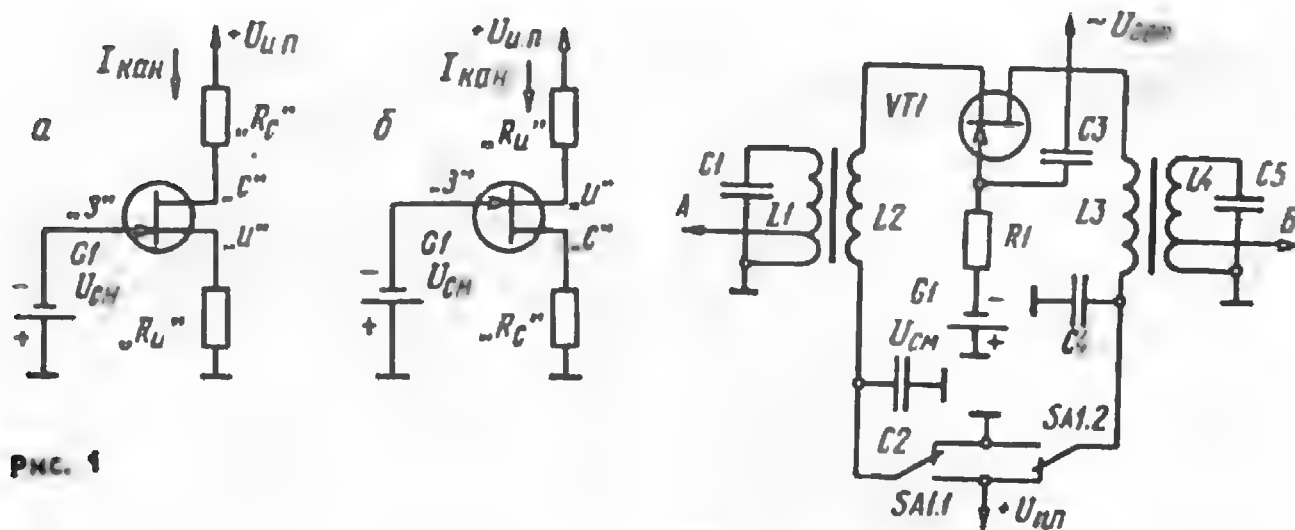 +Uи.п
Iкан
„Rс”
а
„С”
„З”
„И”
G1
Uсм
-
+
„Rи”
+Uи.п
Iкан
б
„Rи”
„З”
„И”
„С”
G1
Uсм
-
+
„Rс”
VT1
C3
C1
A
L1
L2
R1
L3
L4
C5
Б
G1
-
+
Uсм
C4
C2
SA1.2
SA1.1
+Uип
Рис. 1